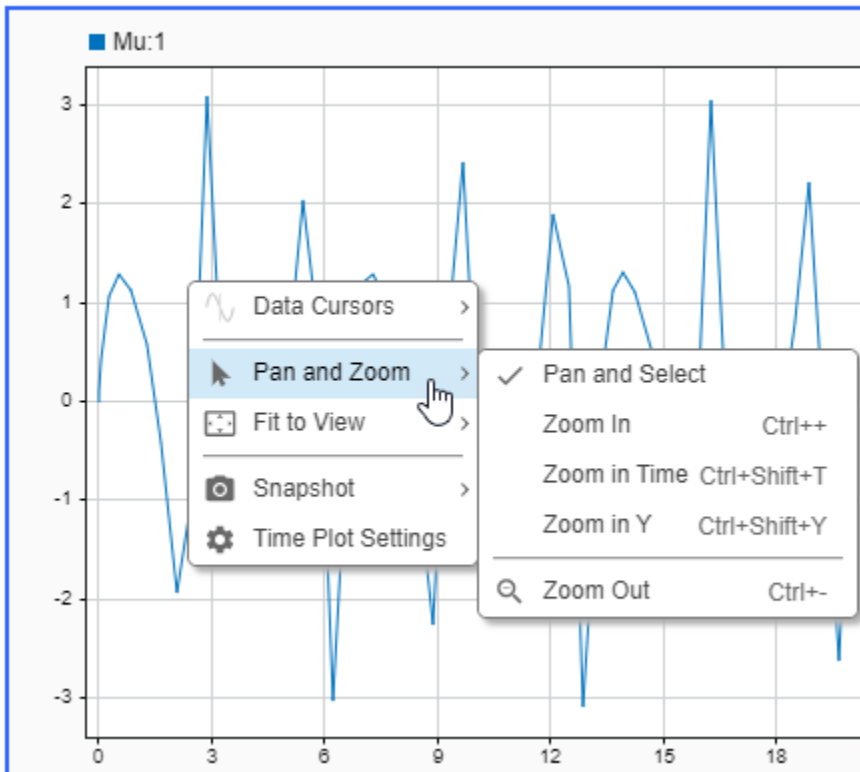 Mu:1
3
2
1
0
-1
-2
-3
0 3 6 9 12 15 18
Data Cursors
Pan and Zoom
Fit to View
Snapshot
Time Plot Settings
Pan and Select
Zoom In Ctrl++
Zoom in Time Ctrl+Shift+T
Zoom in Y Ctrl+Shift+Y
Zoom Out Ctrl+-